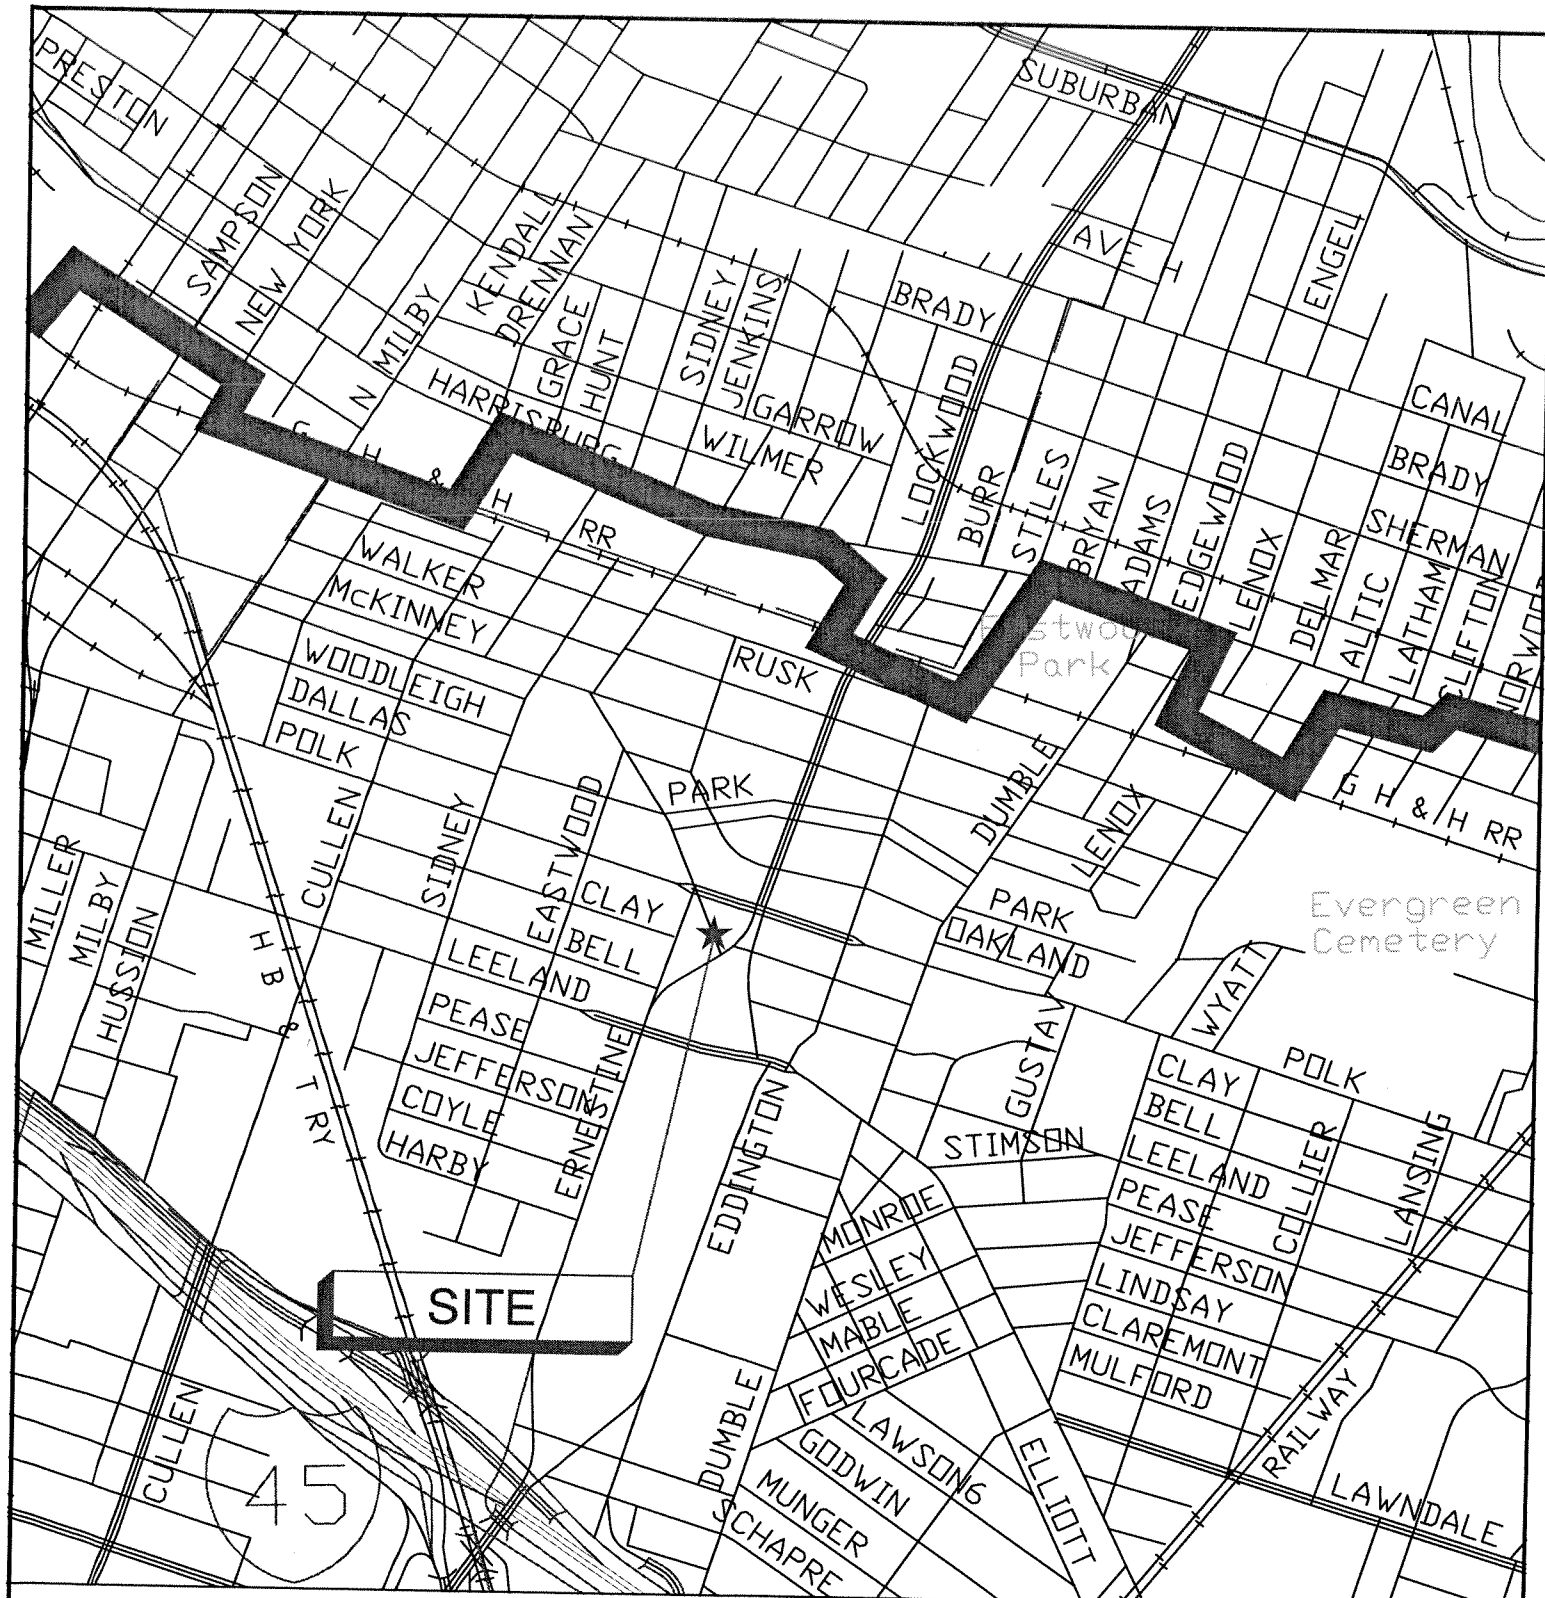 PRESTON
SUBURBAN
SAMPSON
NEW YORK
KENDALL
DRENNAN
AVE H
ENGEL
N MILBY
GRACE
HUNT
SIDNEY
JENKINS
BRADY
HARRISBURG
GARROW
WILMER
LOCKWOOD
CANAL
BRADY
SHERMAN
G H & H RR
BURR
STILES
BRYAN
ADAMS
EDGEWOOD
LENOX
DELMAR
ALTIC
LATHAM
CLIFTON
NORWOOD
WALKER
McKINNEY
WOODLEIGH
DALLAS
POLK
RUSK
Eastwood
Park
PARK
DUMBLE
LENOX
G H & H RR
MILLER
MILBY
HUSSION
CULLEN
SIDNEY
EASTWOOD
CLAY
BELL
LEELAND
PEASE
JEFFERSON
COYLE
HARBY
ERNESTINE
H B & T RY
PARK
OAKLAND
Evergreen
Cemetery
WYATT
GUSTAV
POLK
CLAY
BELL
LEELAND
PEASE
JEFFERSON
LINDSAY
CLAREMONT
MULFORD
COLLIER
LANSING
STIMSON
EDDINGTON
MONROE
WESLEY
MABLE
FOURCADE
SITE
CULLEN
45
DUMBLE
LAWSON6
GODWIN
MUNGER
SCHAPRE
ELLIOTT
RAILWAY
LAWNDALE